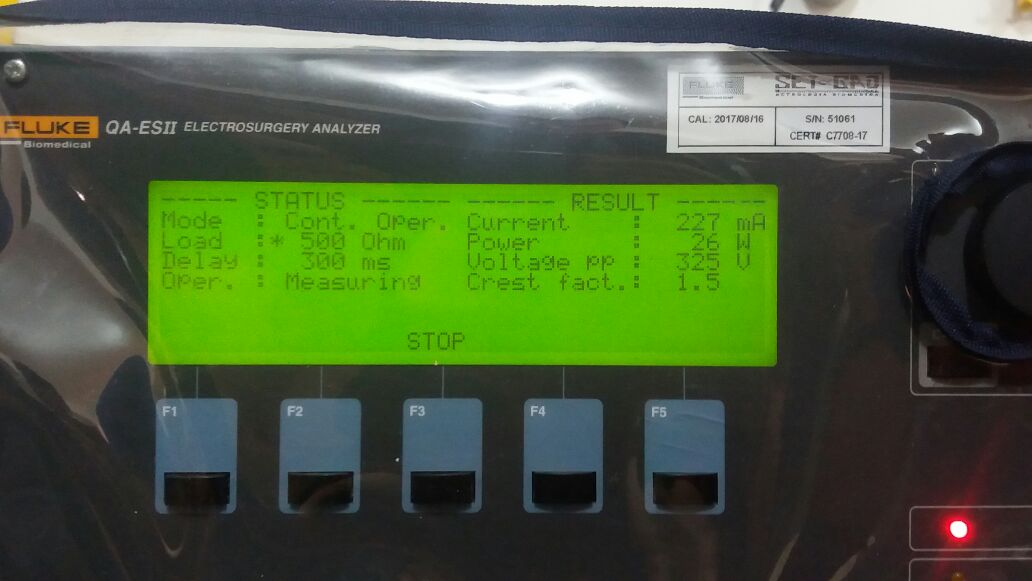 FLUKE
Biomedical
QA-ESII ELECTROSURGERY ANALYZER
FLUKE
Biomedical
CAL: 2017/08/16
S/N: 51061
CERT# C7708-17
----- STATUS ------ ------ RESULT ------
Mode : Cont. Oper. Current : 227 mA
Load :* 500 Ohm Power : 26 W
Delay : 300 ms Voltage pp : 325 V
Oper. : Measuring Crest fact.: 1.5
STOP
F1
F2
F3
F4
F5